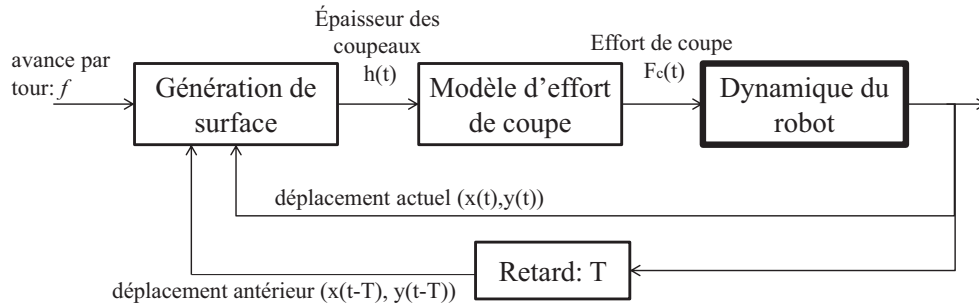 avance par
tour: f
Génération de
surface
Épaisseur des
coupeaux
h(t)
Modèle d'effort
de coupe
Effort de coupe
Fc(t)
Dynamique du
robot
déplacement actuel (x(t),y(t))
Retard: T
déplacement antérieur (x(t-T), y(t-T))